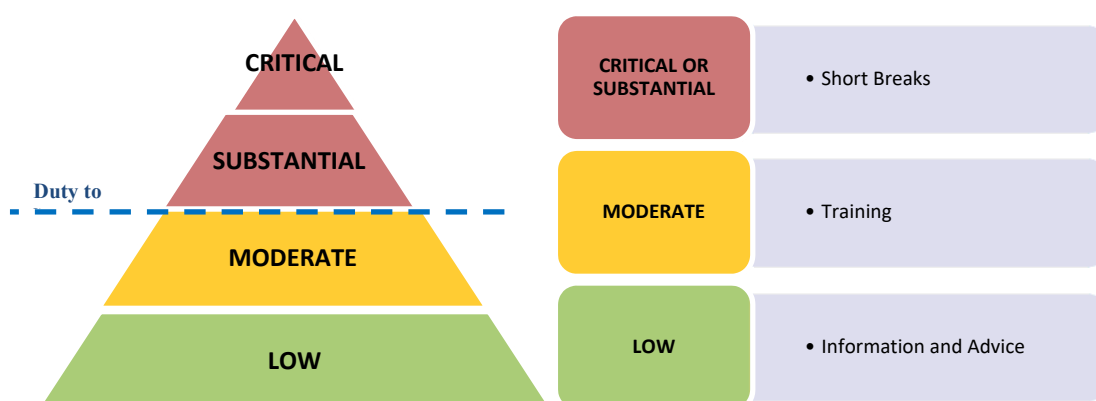 CRITICAL
SUBSTANTIAL
Duty to
MODERATE
LOW
CRITICAL OR
SUBSTANTIAL
• Short Breaks
MODERATE
• Training
LOW
• Information and Advice